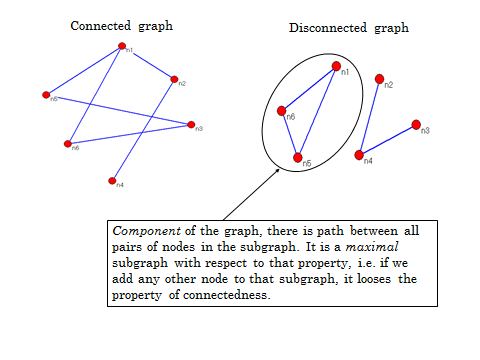 Connected graph
Disconnected graph
n1
n2
n5
n3
n6
n4
n1
n2
n6
n3
n4
n5
Component of the graph, there is path between all
pairs of nodes in the subgraph. It is a maximal
subgraph with respect to that property, i.e. if we
add any other node to that subgraph, it looses the
property of connectedness.